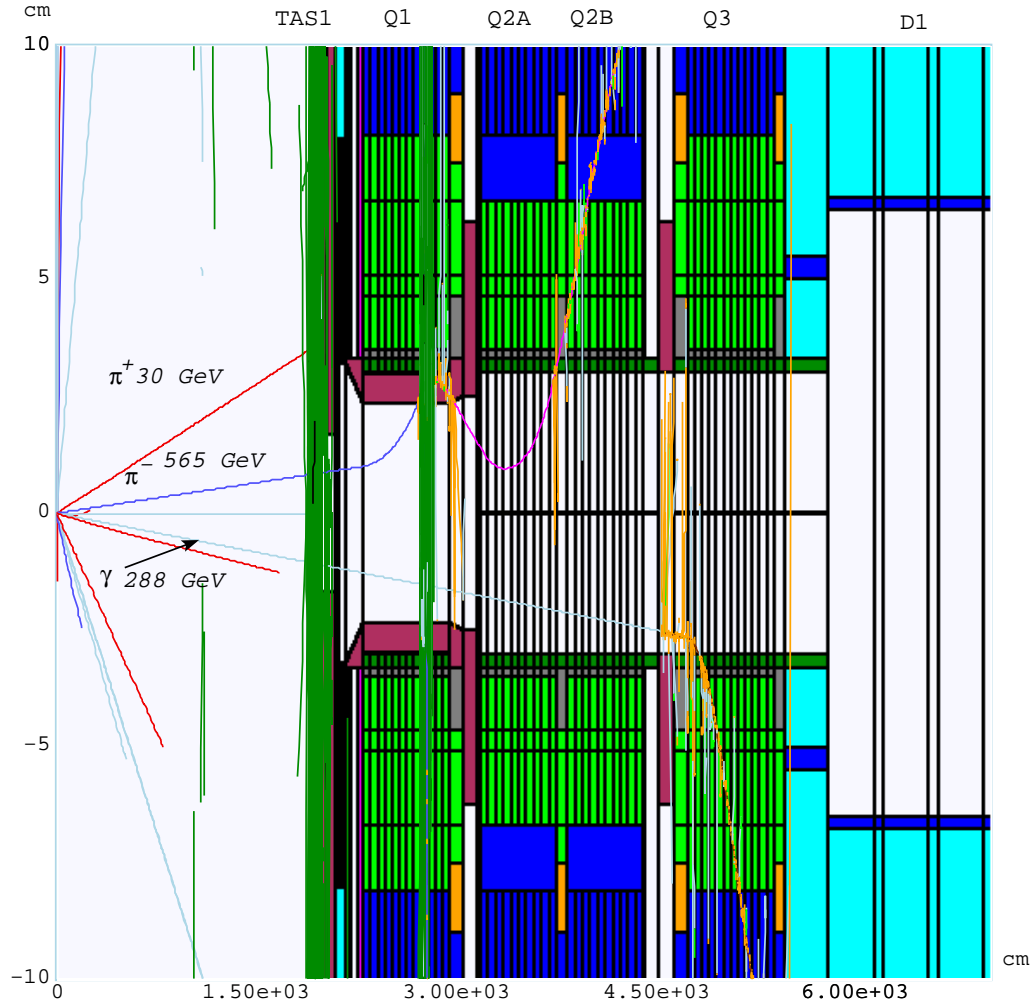 cm TAS1 Q1 Q2A Q2B Q3 D1
10
5
π+ 30 GeV
π− 565 GeV
0
γ 288 GeV
−5
−10 cm
0 1.50e+03 3.00e+03 4.50e+03 6.00e+03